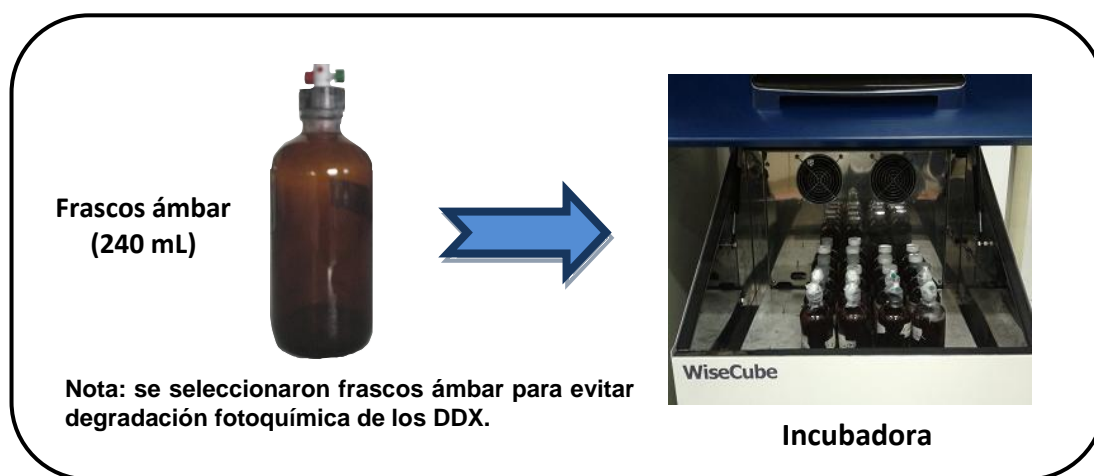 Frascos ámbar
(240 mL)
Nota: se seleccionaron frascos ámbar para evitar
degradación fotoquímica de los DDX.
WiseCube
Incubadora